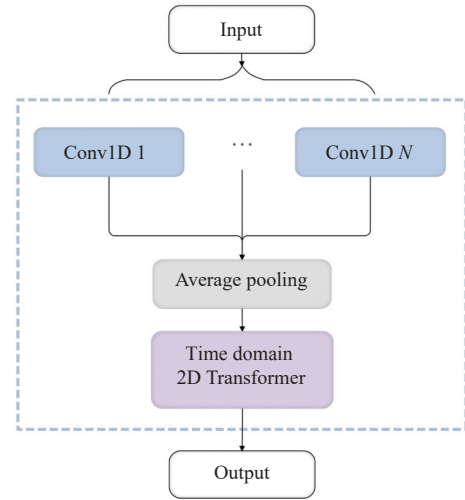 Input
Conv1D 1
...
Conv1D N
Average pooling
Time domain
2D Transformer
Output